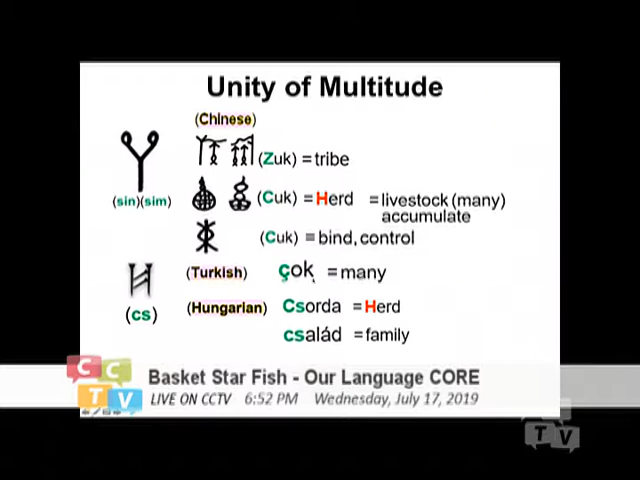 Unity of Multitude
(Chinese)
(Zuk) = tribe
(sin)(sim)
(Cuk) = Herd = livestock (many)
accumulate
(Cuk) = bind, control
(Turkish) çok = many
(cs)
(Hungarian) Csorda = Herd
család = family
CCTV
Basket Star Fish - Our Language CORE
LIVE ON CCTV 6:52 PM Wednesday, July 17, 2019
TV